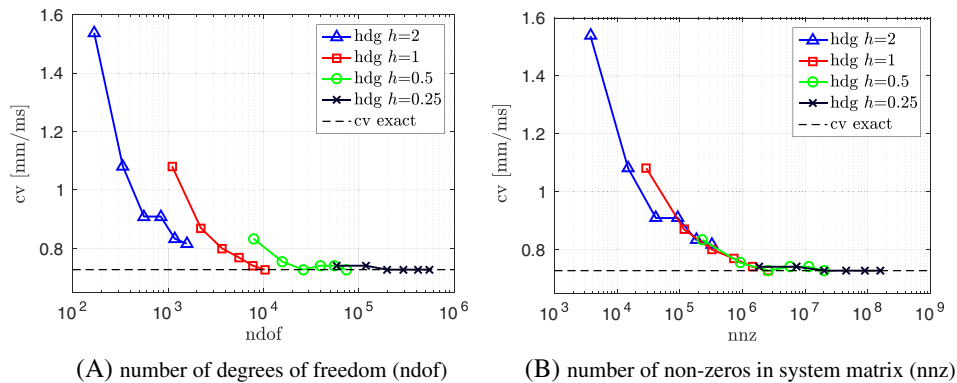 cv [mm/ms]
1.6
1.4
1.2
1
0.8
hdg h=2
hdg h=1
hdg h=0.5
hdg h=0.25
cv exact
10^2 10^3 10^4 10^5 10^6
ndof
(A) number of degrees of freedom (ndof)
cv [mm/ms]
1.6
1.4
1.2
1
0.8
hdg h=2
hdg h=1
hdg h=0.5
hdg h=0.25
cv exact
10^3 10^4 10^5 10^6 10^7 10^8 10^9
nnz
(B) number of non-zeros in system matrix (nnz)